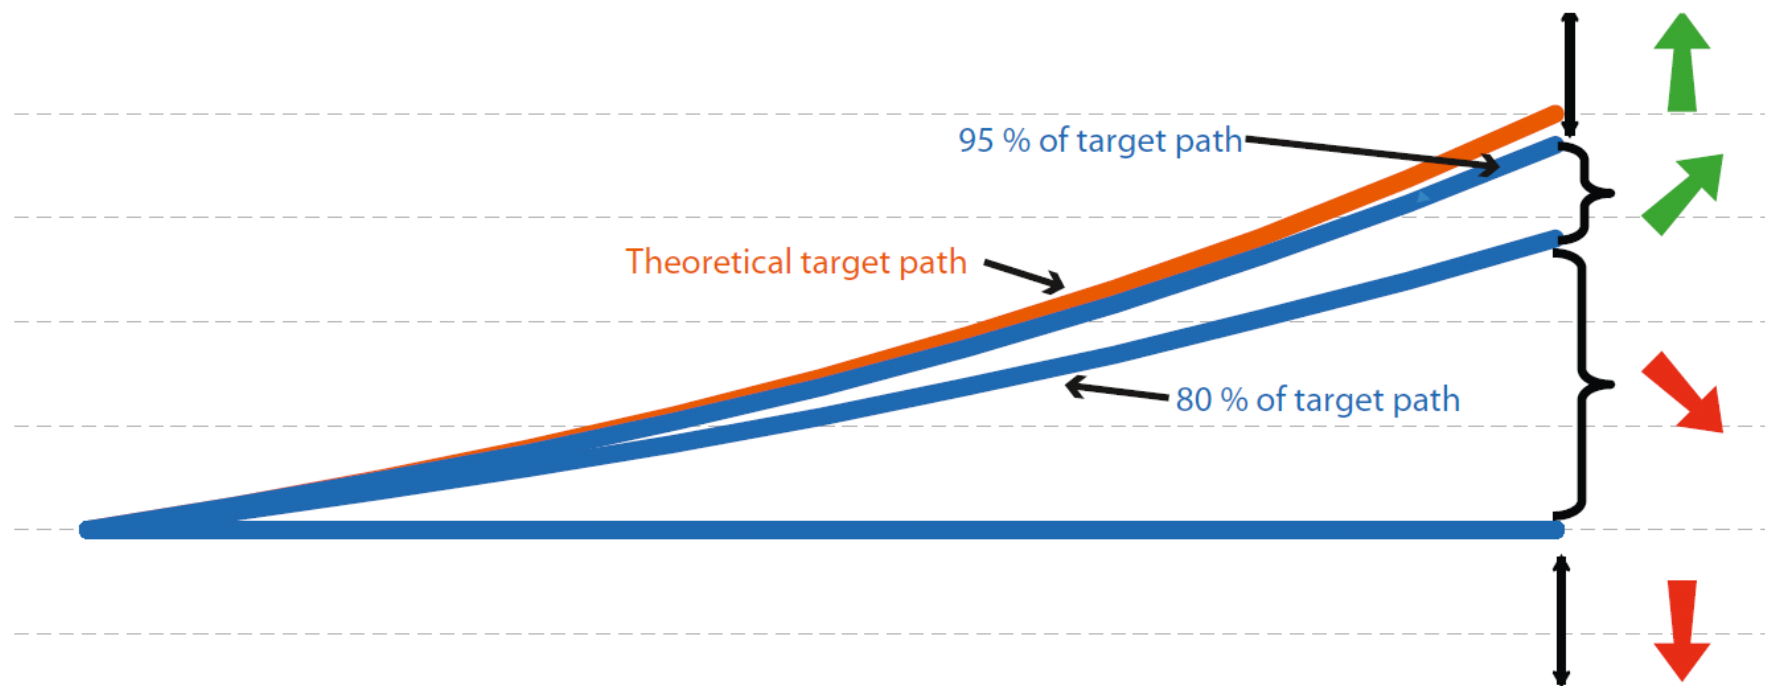 95 % of target path
Theoretical target path
80 % of target path